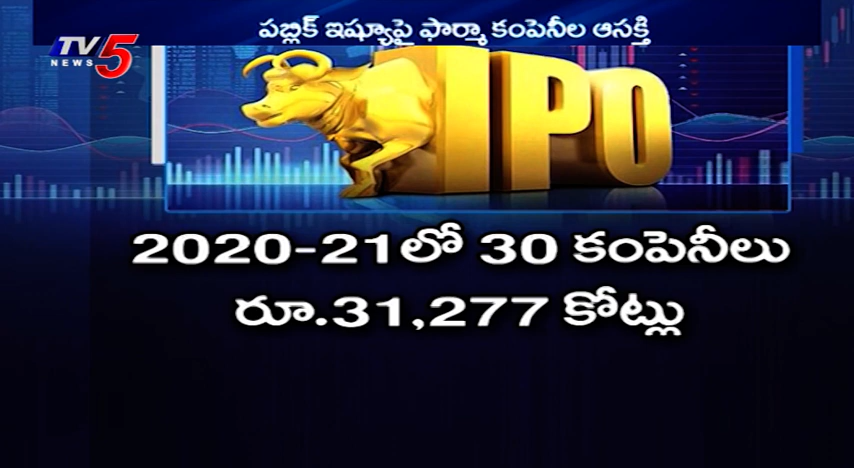 పబ్లిక్ ఇష్యూపై ఫార్మా కంపెనీల ఆసక్తి
TV5
NEWS
IPO
2020-21లో 30 కంపెనీలు
రూ.31,277 కోట్లు